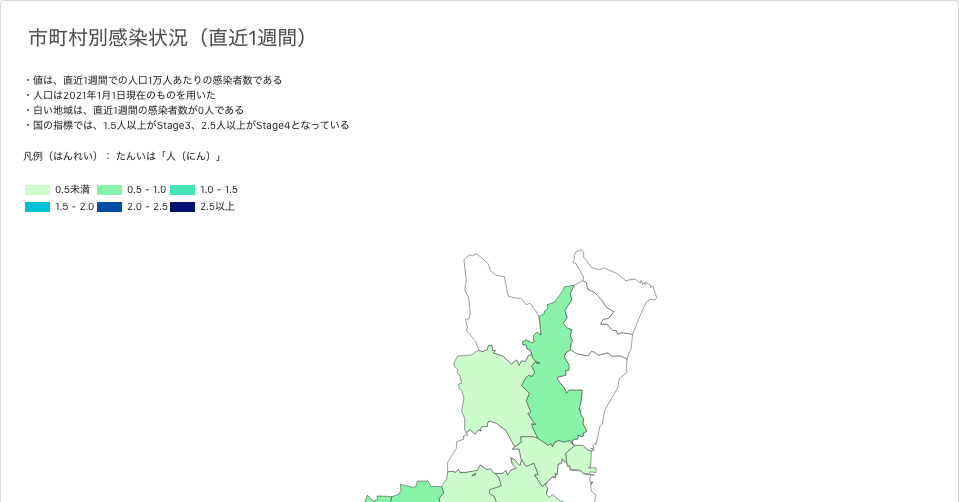 市町村別感染状況（直近1週間）
・値は、直近1週間での人口1万人あたりの感染者数である
・人口は2021年1月1日現在のものを用いた
・白い地域は、直近1週間の感染者数が0人である
・国の指標では、1.5人以上がStage3、2.5人以上がStage4となっている
凡例（はんれい）： たんいは「人（にん）」
0.5未満 0.5 - 1.0 1.0 - 1.5
1.5 - 2.0 2.0 - 2.5 2.5以上